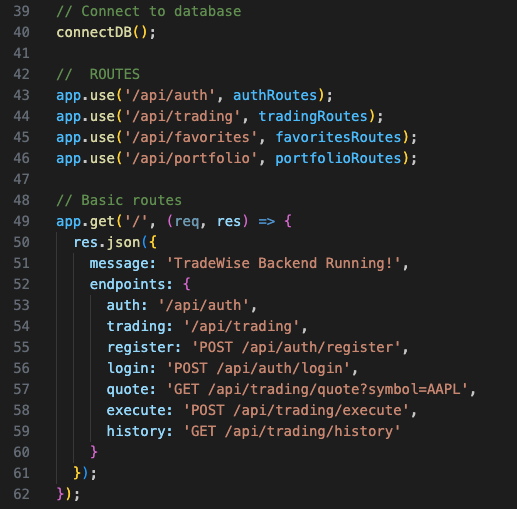 39 // Connect to database
40 connectDB();
41
42 //  ROUTES
43 app.use('/api/auth', authRoutes);
44 app.use('/api/trading', tradingRoutes);
45 app.use('/api/favorites', favoritesRoutes);
46 app.use('/api/portfolio', portfolioRoutes);
47
48 // Basic routes
49 app.get('/', (req, res) => {
50   res.json({
51     message: 'TradeWise Backend Running!',
52     endpoints: {
53       auth: '/api/auth',
54       trading: '/api/trading',
55       register: 'POST /api/auth/register',
56       login: 'POST /api/auth/login',
57       quote: 'GET /api/trading/quote?symbol=AAPL',
58       execute: 'POST /api/trading/execute',
59       history: 'GET /api/trading/history'
60     }
61   });
62 });